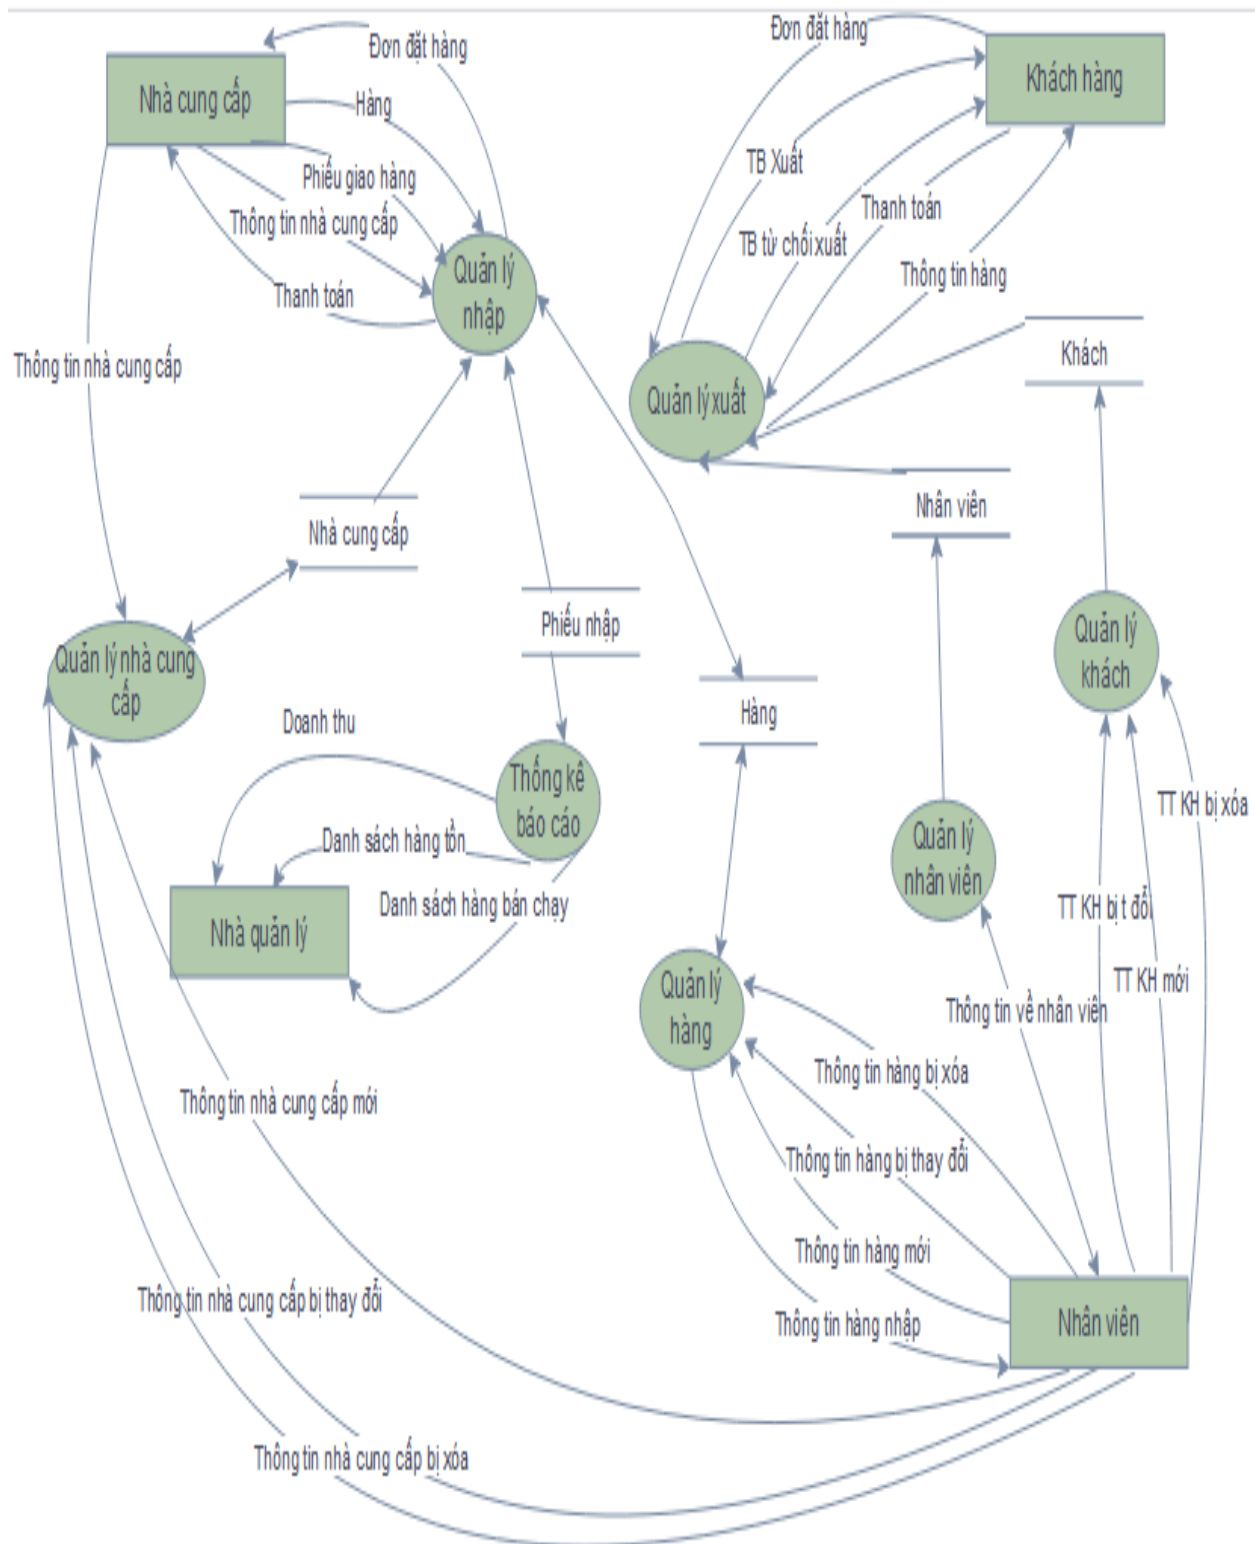 Đơn đặt hàng
Nhà cung cấp
Hàng
Phiếu giao hàng
Thông tin nhà cung cấp
Thanh toán
Quản lý
nhập
Thông tin nhà cung cấp
Đơn đặt hàng
Khách hàng
TB Xuất
TB từ chối xuất
Thanh toán
Thông tin hàng
Quản lý xuất
Khách
Nhân viên
Nhà cung cấp
Phiếu nhập
Quản lý nhà cung
cấp
Hàng
Quản lý
khách
Doanh thu
Thống kê
báo cáo
Danh sách hàng tồn
Danh sách hàng bán chạy
Nhà quản lý
Quản lý
nhân viên
TT KH bị xóa
TT KH bị t đổi
TT KH mới
Thông tin về nhân viên
Quản lý
hàng
Thông tin hàng bị xóa
Thông tin nhà cung cấp mới
Thông tin hàng bị thay đổi
Thông tin hàng mới
Thông tin nhà cung cấp bị thay đổi
Thông tin hàng nhập
Nhân viên
Thông tin nhà cung cấp bị xóa